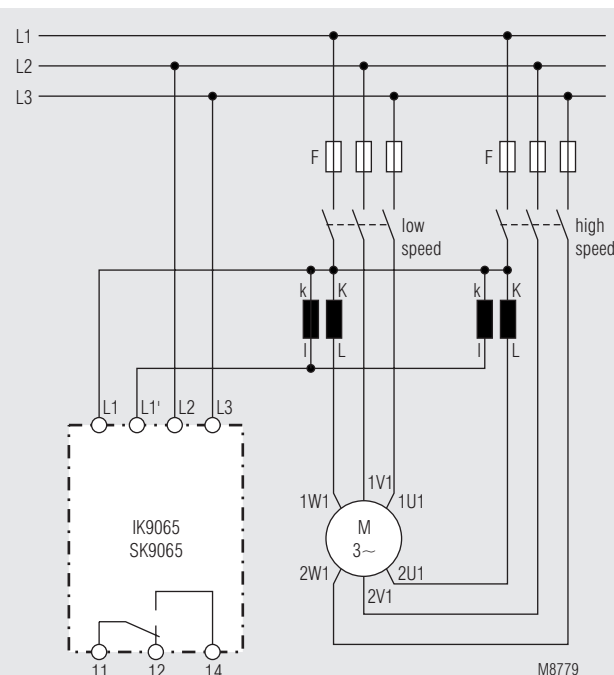 L1
L2
L3
F
F
low
speed
high
speed
k
K
k
K
l
L
l
L
L1
L1'
L2
L3
1V1
1W1
1U1
IK9065
SK9065
M
3~
2W1
2U1
2V1
11
12
14
M8779